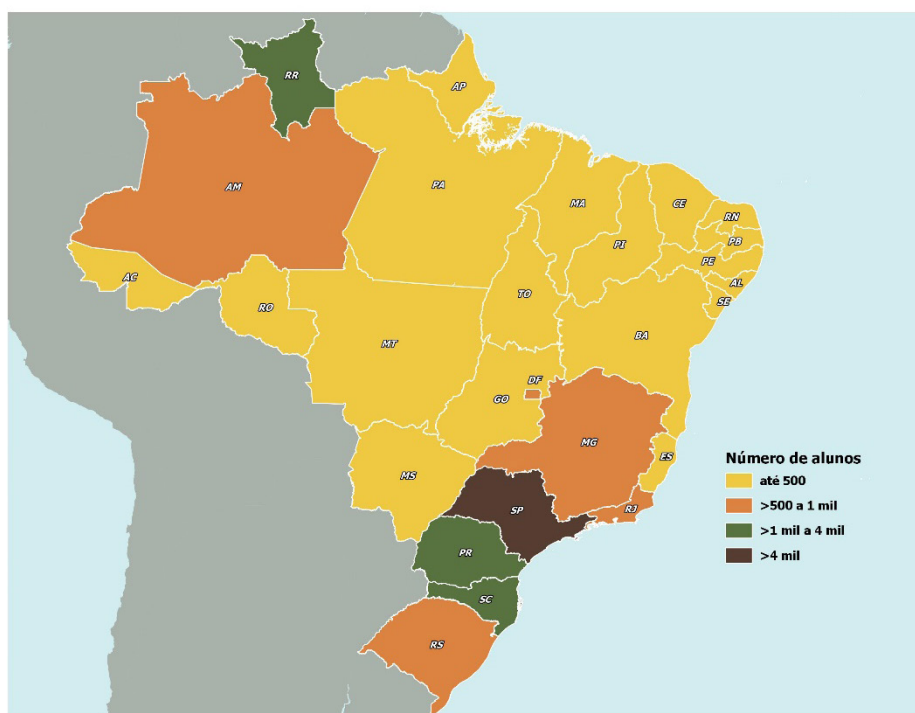 RR
AP
AM
PA
MA
CE
RN
PB
PI
PE
AC
AL
TO
SE
RO
BA
MT
DF
GO
MG
ES
MS
SP
RJ
PR
SC
RS
Número de alunos
até 500
>500 a 1 mil
>1 mil a 4 mil
>4 mil